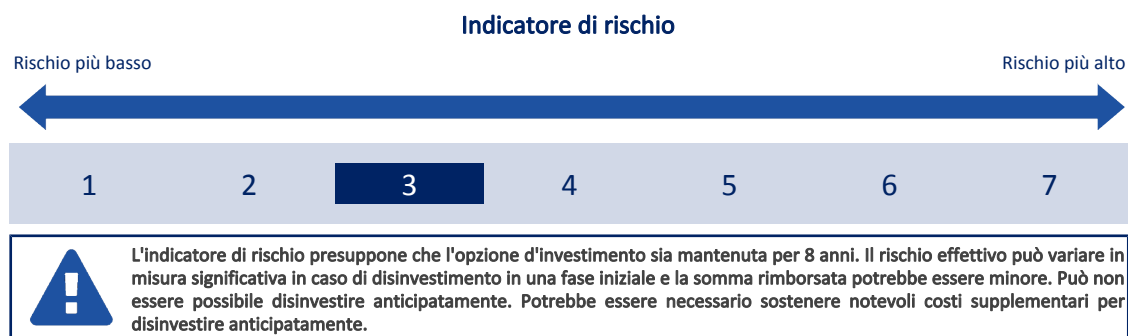 Indicatore di rischio
Rischio più basso
Rischio più alto
1 2 3 4 5 6 7
L'indicatore di rischio presuppone che l'opzione d'investimento sia mantenuta per 8 anni. Il rischio effettivo può variare in
misura significativa in caso di disinvestimento in una fase iniziale e la somma rimborsata potrebbe essere minore. Può non
essere possibile disinvestire anticipatamente. Potrebbe essere necessario sostenere notevoli costi supplementari per
disinvestire anticipatamente.